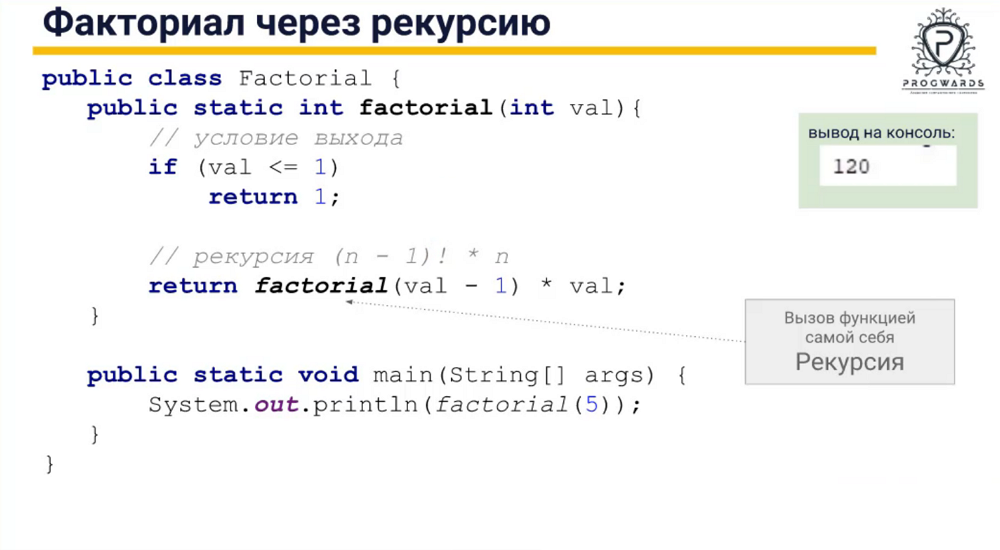 Факториал через рекурсию
PROGWARDS
public class Factorial {
public static int factorial(int val){
// условие выхода
if (val <= 1)
return 1;
// рекурсия (n - 1)! * n
return factorial(val - 1) * val;
}
public static void main(String[] args) {
System.out.println(factorial(5));
}
}
вывод на консоль:
120
Вызов функцией
самой себя
Рекурсия